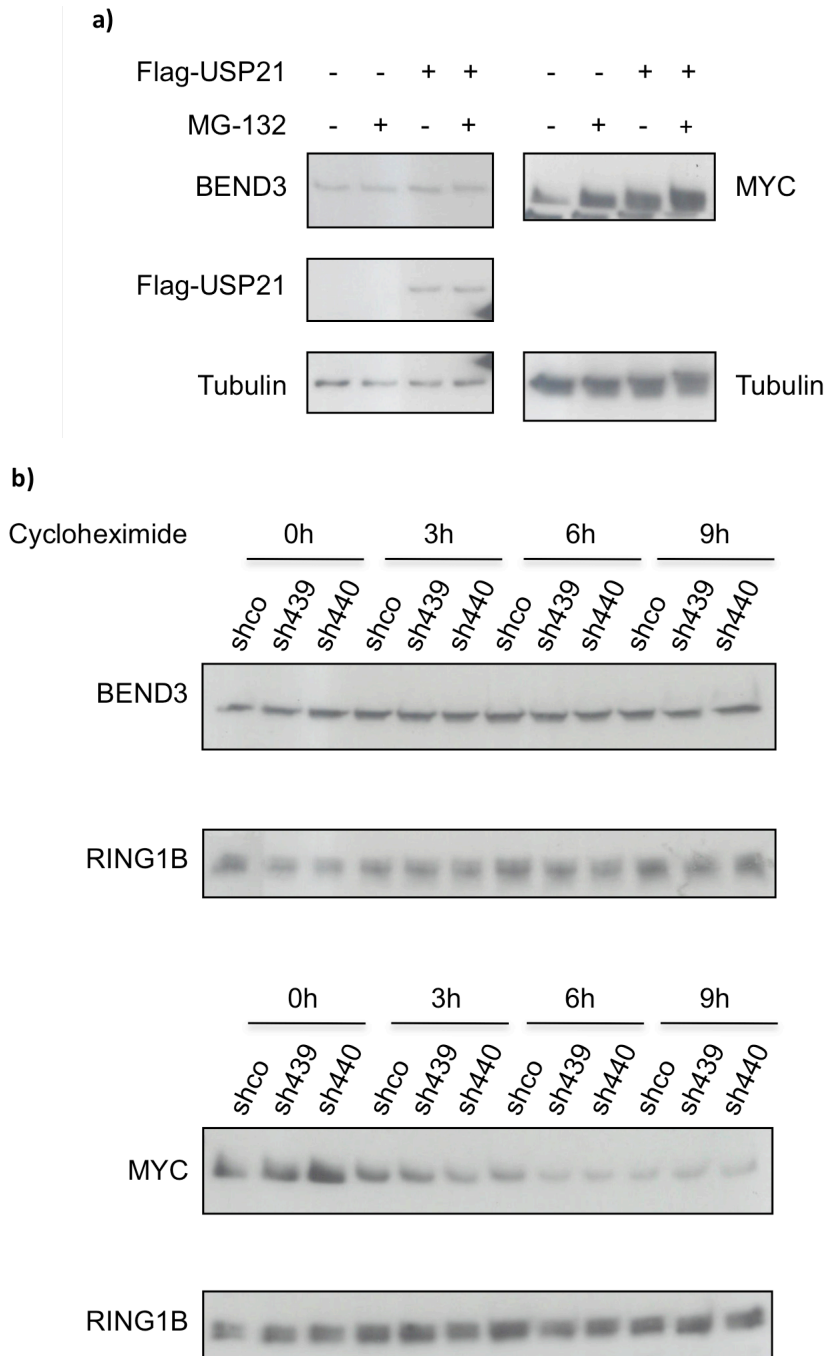 a)
Flag-USP21 - - + + - - + +
MG-132 - + - + - + - +
BEND3 MYC
Flag-USP21
Tubulin Tubulin
b)
Cycloheximide 0h 3h 6h 9h
shco sh439 sh440 shco sh439 sh440 shco sh439 sh440 shco sh439 sh440
BEND3
RING1B
0h 3h 6h 9h
shco sh439 sh440 shco sh439 sh440 shco sh439 sh440 shco sh439 sh440
MYC
RING1B